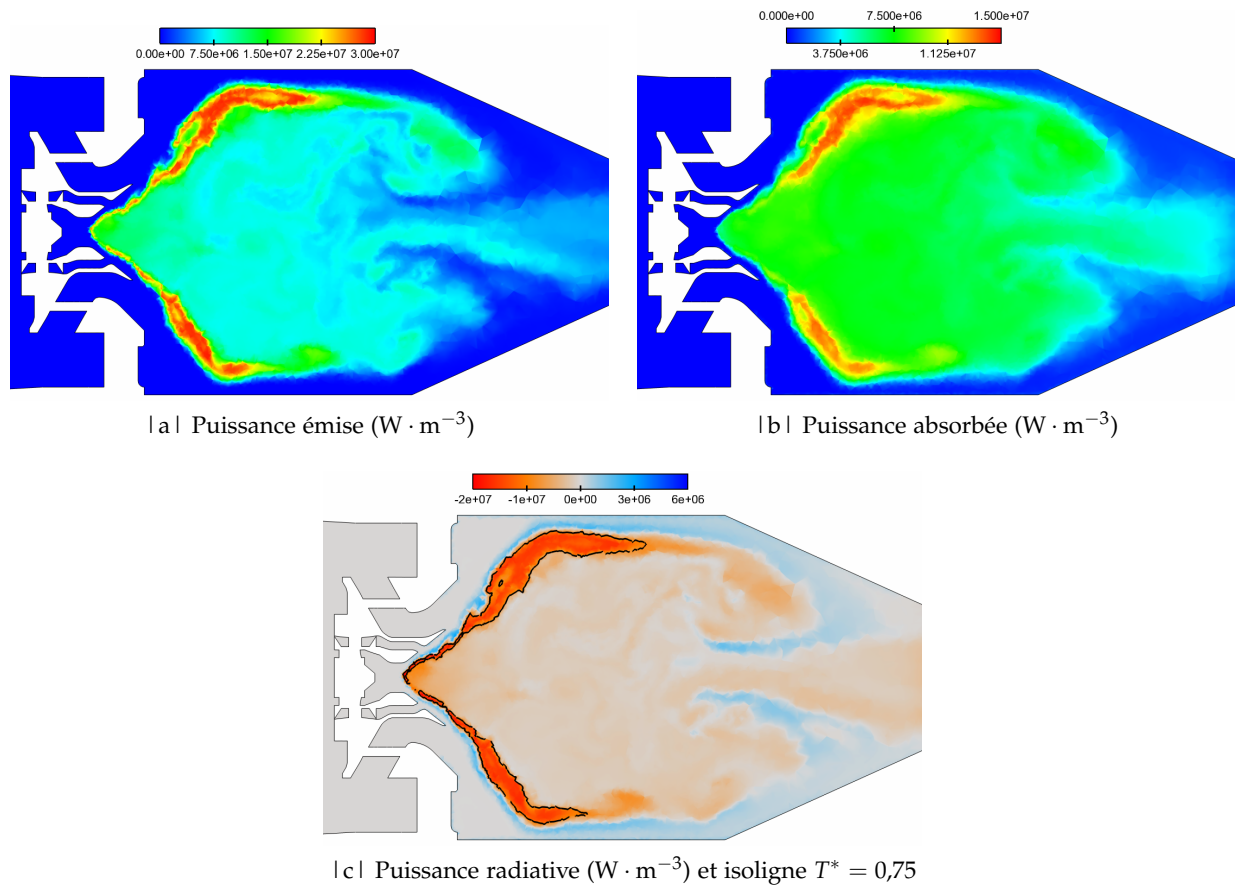 0.00e+00 7.50e+06 1.50e+07 2.25e+07 3.00e+07
0.000e+00 7.500e+06 1.500e+07
3.750e+06 1.125e+07
|a| Puissance émise (W · m⁻³)
|b| Puissance absorbée (W · m⁻³)
-2e+07 -1e+07 0e+00 3e+06 6e+06
|c| Puissance radiative (W · m⁻³) et isoligne T* = 0,75